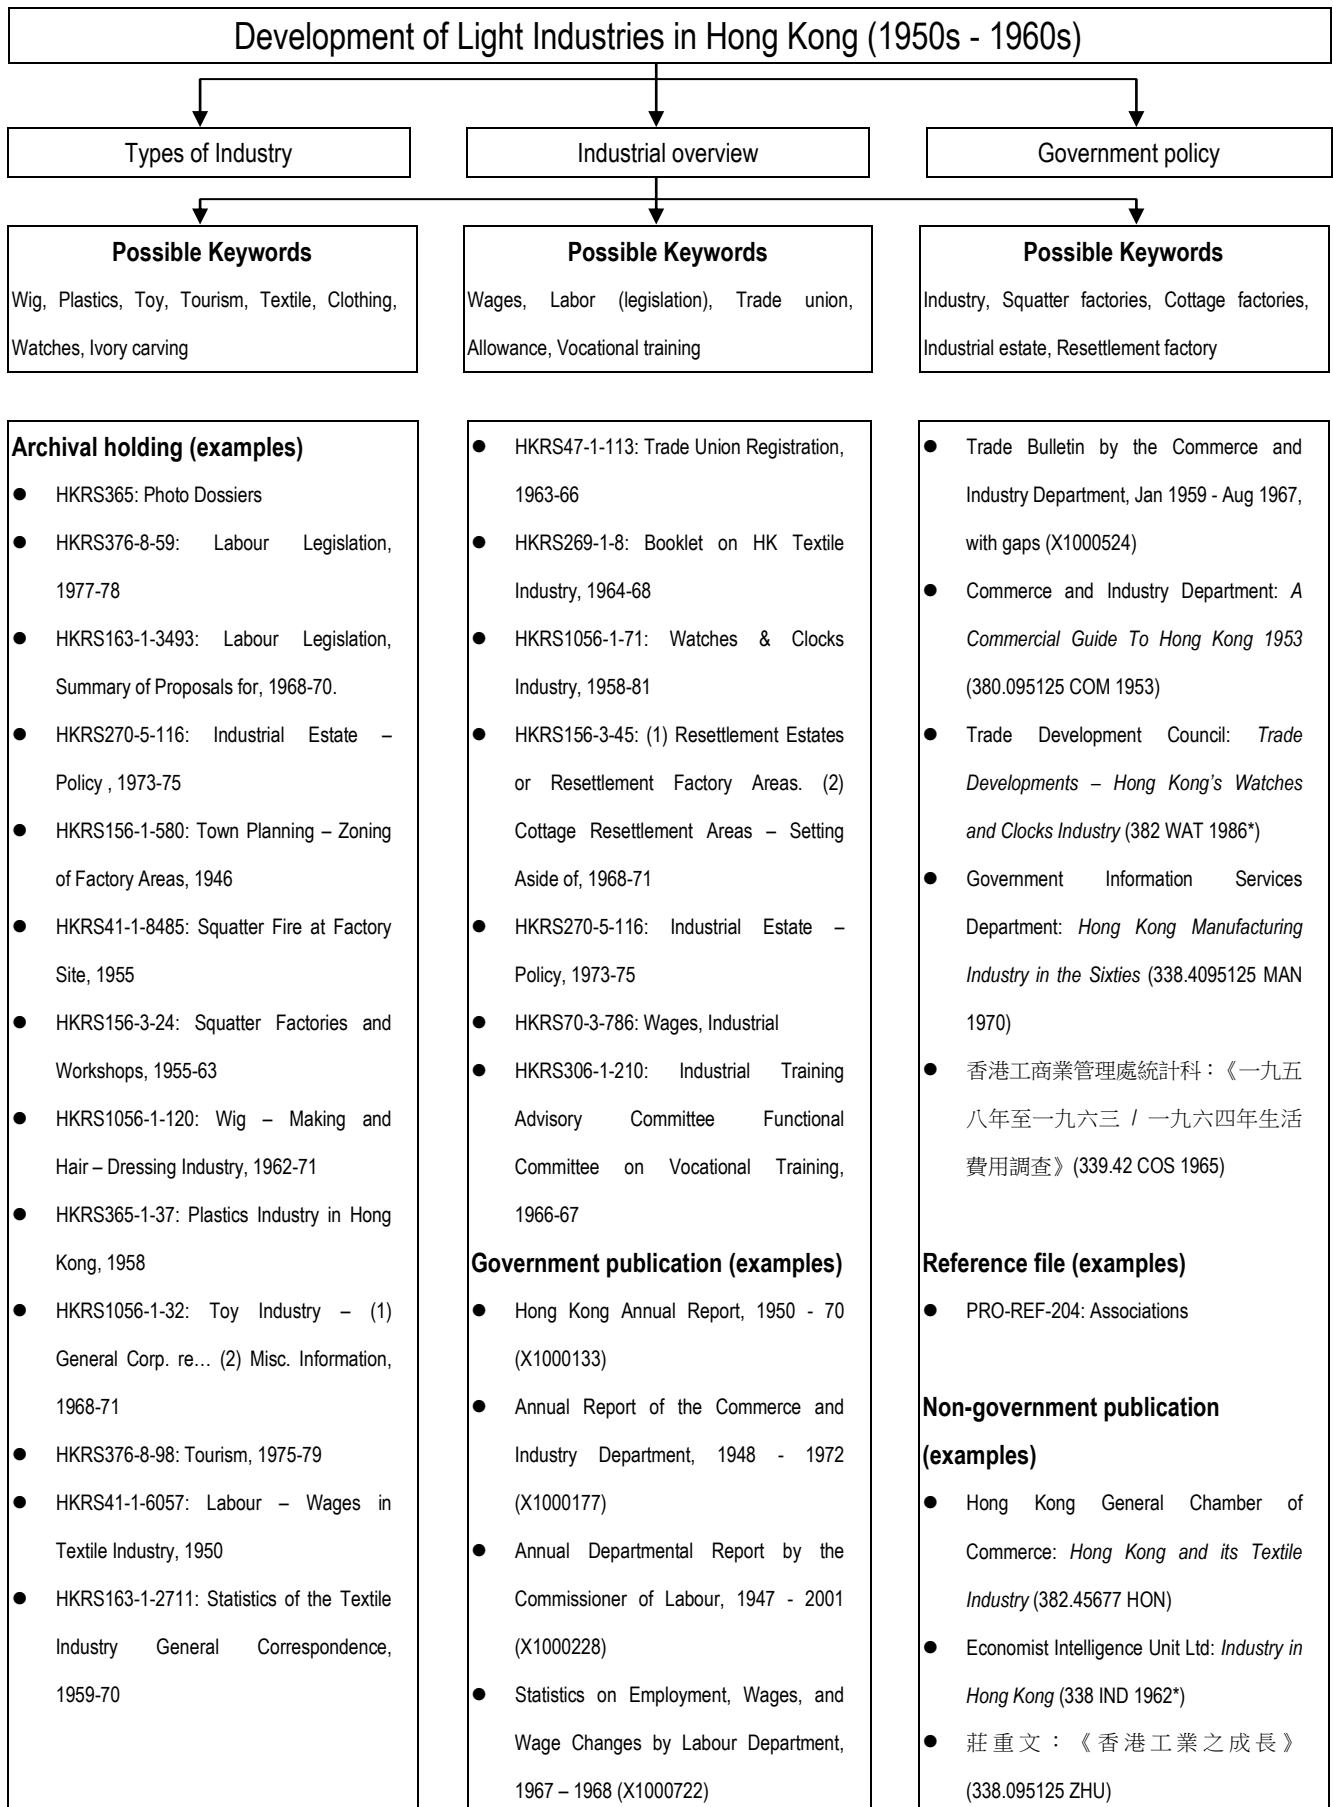 Development of Light Industries in Hong Kong (1950s - 1960s)
Types of Industry
Industrial overview
Government policy
Possible Keywords
Wig, Plastics, Toy, Tourism, Textile, Clothing,
Watches, Ivory carving
Possible Keywords
Wages, Labor (legislation), Trade union,
Allowance, Vocational training
Possible Keywords
Industry, Squatter factories, Cottage factories,
Industrial estate, Resettlement factory
Archival holding (examples)
● HKRS365: Photo Dossiers
● HKRS376-8-59: Labour Legislation,
1977-78
● HKRS163-1-3493: Labour Legislation,
Summary of Proposals for, 1968-70.
● HKRS270-5-116: Industrial Estate –
Policy , 1973-75
● HKRS156-1-580: Town Planning – Zoning
of Factory Areas, 1946
● HKRS41-1-8485: Squatter Fire at Factory
Site, 1955
● HKRS156-3-24: Squatter Factories and
Workshops, 1955-63
● HKRS1056-1-120: Wig – Making and
Hair – Dressing Industry, 1962-71
● HKRS365-1-37: Plastics Industry in Hong
Kong, 1958
● HKRS1056-1-32: Toy Industry – (1)
General Corp. re… (2) Misc. Information,
1968-71
● HKRS376-8-98: Tourism, 1975-79
● HKRS41-1-6057: Labour – Wages in
Textile Industry, 1950
● HKRS163-1-2711: Statistics of the Textile
Industry General Correspondence,
1959-70
● HKRS47-1-113: Trade Union Registration,
1963-66
● HKRS269-1-8: Booklet on HK Textile
Industry, 1964-68
● HKRS1056-1-71: Watches & Clocks
Industry, 1958-81
● HKRS156-3-45: (1) Resettlement Estates
or Resettlement Factory Areas. (2)
Cottage Resettlement Areas – Setting
Aside of, 1968-71
● HKRS270-5-116: Industrial Estate –
Policy, 1973-75
● HKRS70-3-786: Wages, Industrial
● HKRS306-1-210: Industrial Training
Advisory Committee Functional
Committee on Vocational Training,
1966-67
Government publication (examples)
● Hong Kong Annual Report, 1950 - 70
(X1000133)
● Annual Report of the Commerce and
Industry Department, 1948 - 1972
(X1000177)
● Annual Departmental Report by the
Commissioner of Labour, 1947 - 2001
(X1000228)
● Statistics on Employment, Wages, and
Wage Changes by Labour Department,
1967 – 1968 (X1000722)
● Trade Bulletin by the Commerce and
Industry Department, Jan 1959 - Aug 1967,
with gaps (X1000524)
● Commerce and Industry Department: A
Commercial Guide To Hong Kong 1953
(380.095125 COM 1953)
● Trade Development Council: Trade
Developments – Hong Kong's Watches
and Clocks Industry (382 WAT 1986*)
● Government Information Services
Department: Hong Kong Manufacturing
Industry in the Sixties (338.4095125 MAN
1970)
● 香港工商業管理處統計科：《一九五
八年至一九六三 / 一九六四年生活
費用調查》(339.42 COS 1965)
Reference file (examples)
● PRO-REF-204: Associations
Non-government publication
(examples)
● Hong Kong General Chamber of
Commerce: Hong Kong and its Textile
Industry (382.45677 HON)
● Economist Intelligence Unit Ltd: Industry in
Hong Kong (338 IND 1962*)
● 莊重文：《香港工業之成長》
(338.095125 ZHU)